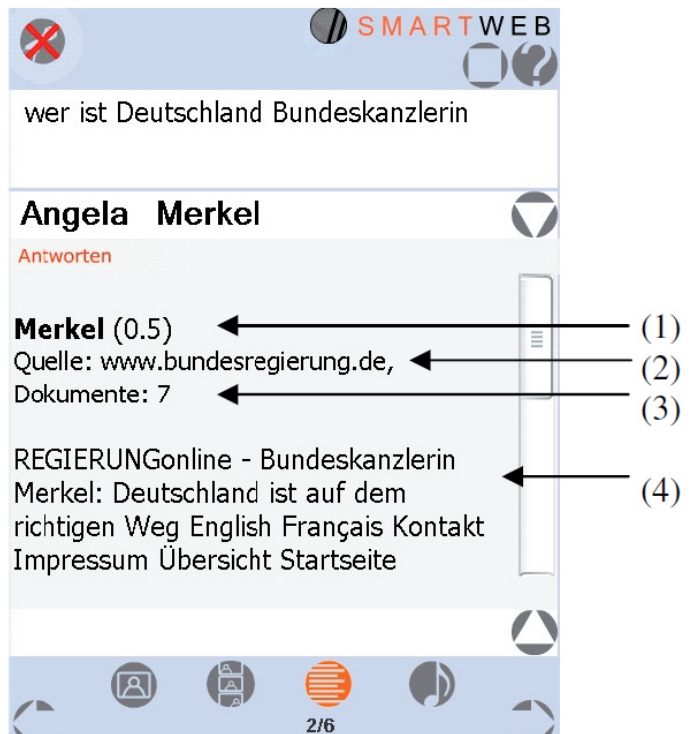 SMARTWEB
?
wer ist Deutschland Bundeskanzlerin
Angela Merkel
Antworten
Merkel (0.5)
(1)
Quelle: www.bundesregierung.de,
(2)
Dokumente: 7
(3)
REGIERUNGonline - Bundeskanzlerin
(4)
Merkel: Deutschland ist auf dem
richtigen Weg English Français Kontakt
Impressum Übersicht Startseite
2/6